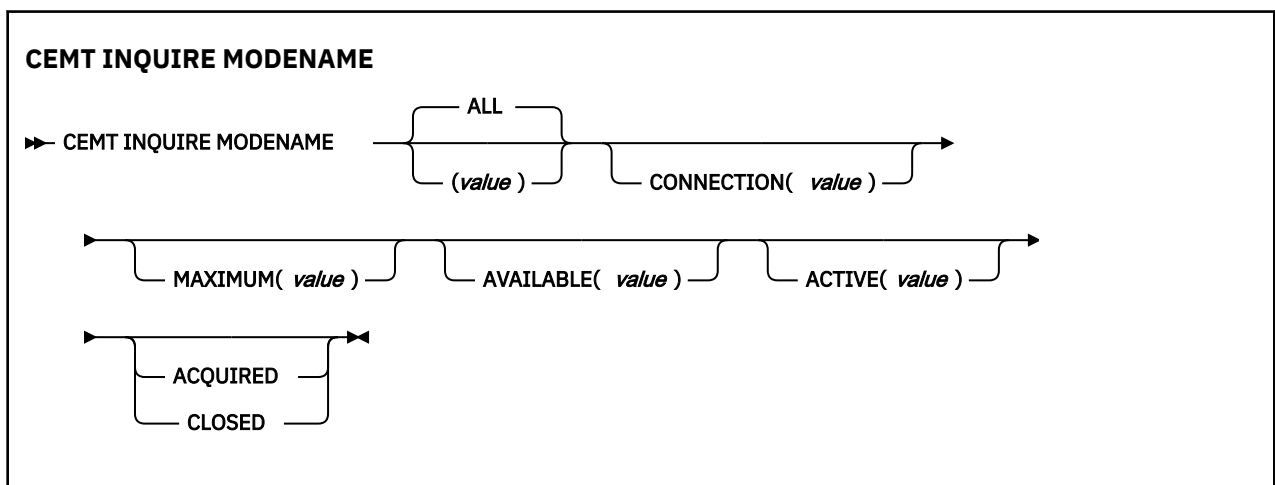 CEMT INQUIRE MODENAME
ALL
CEMT INQUIRE MODENAME
(value )
CONNECTION( value )
MAXIMUM( value )
AVAILABLE( value )
ACTIVE( value )
ACQUIRED
CLOSED